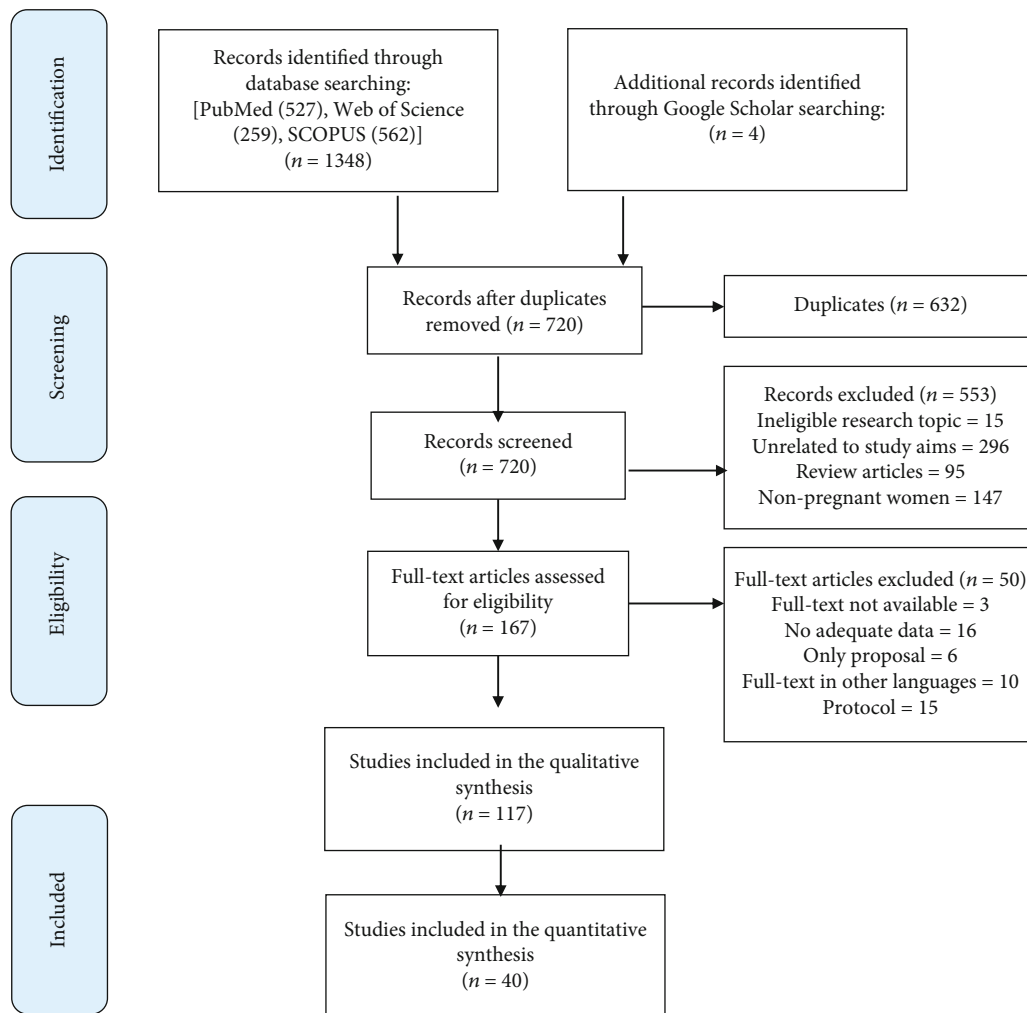 Identification
Records identified through
database searching:
[PubMed (527), Web of Science
(259), SCOPUS (562)]
(n = 1348)
Additional records identified
through Google Scholar searching:
(n = 4)
Screening
Records after duplicates
removed (n = 720)
Duplicates (n = 632)
Records screened
(n = 720)
Records excluded (n = 553)
Ineligible research topic = 15
Unrelated to study aims = 296
Review articles = 95
Non-pregnant women = 147
Eligibility
Full-text articles assessed
for eligibility
(n = 167)
Full-text articles excluded (n = 50)
Full-text not available = 3
No adequate data = 16
Only proposal = 6
Full-text in other languages = 10
Protocol = 15
Studies included in the qualitative
synthesis
(n = 117)
Included
Studies included in the quantitative
synthesis
(n = 40)